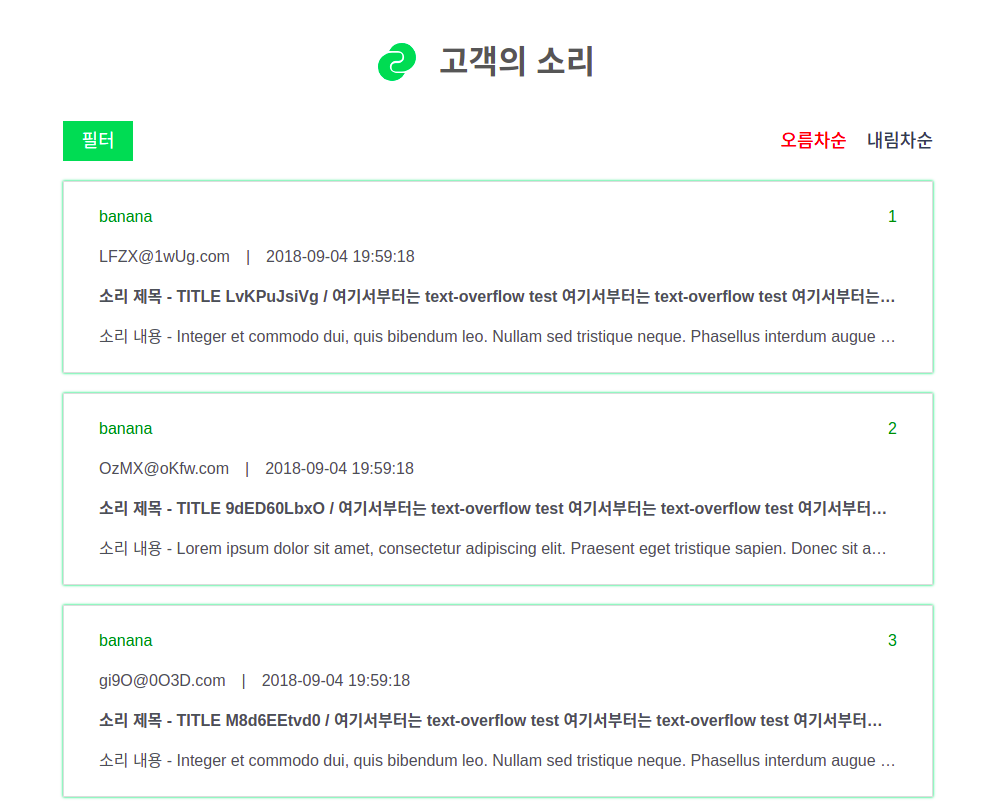 고객의 소리
필터 오름차순 내림차순
banana 1
LFZX@1wUg.com | 2018-09-04 19:59:18
소리 제목 - TITLE LvKPuJsiVg / 여기서부터는 text-overflow test 여기서부터는 text-overflow test 여기서부터는…
소리 내용 - Integer et commodo dui, quis bibendum leo. Nullam sed tristique neque. Phasellus interdum augue …
banana 2
OzMX@oKfw.com | 2018-09-04 19:59:18
소리 제목 - TITLE 9dED60LbxO / 여기서부터는 text-overflow test 여기서부터는 text-overflow test 여기서부터…
소리 내용 - Lorem ipsum dolor sit amet, consectetur adipiscing elit. Praesent eget tristique sapien. Donec sit a…
banana 3
gi9O@0O3D.com | 2018-09-04 19:59:18
소리 제목 - TITLE M8d6EEtvd0 / 여기서부터는 text-overflow test 여기서부터는 text-overflow test 여기서부터…
소리 내용 - Integer et commodo dui, quis bibendum leo. Nullam sed tristique neque. Phasellus interdum augue …